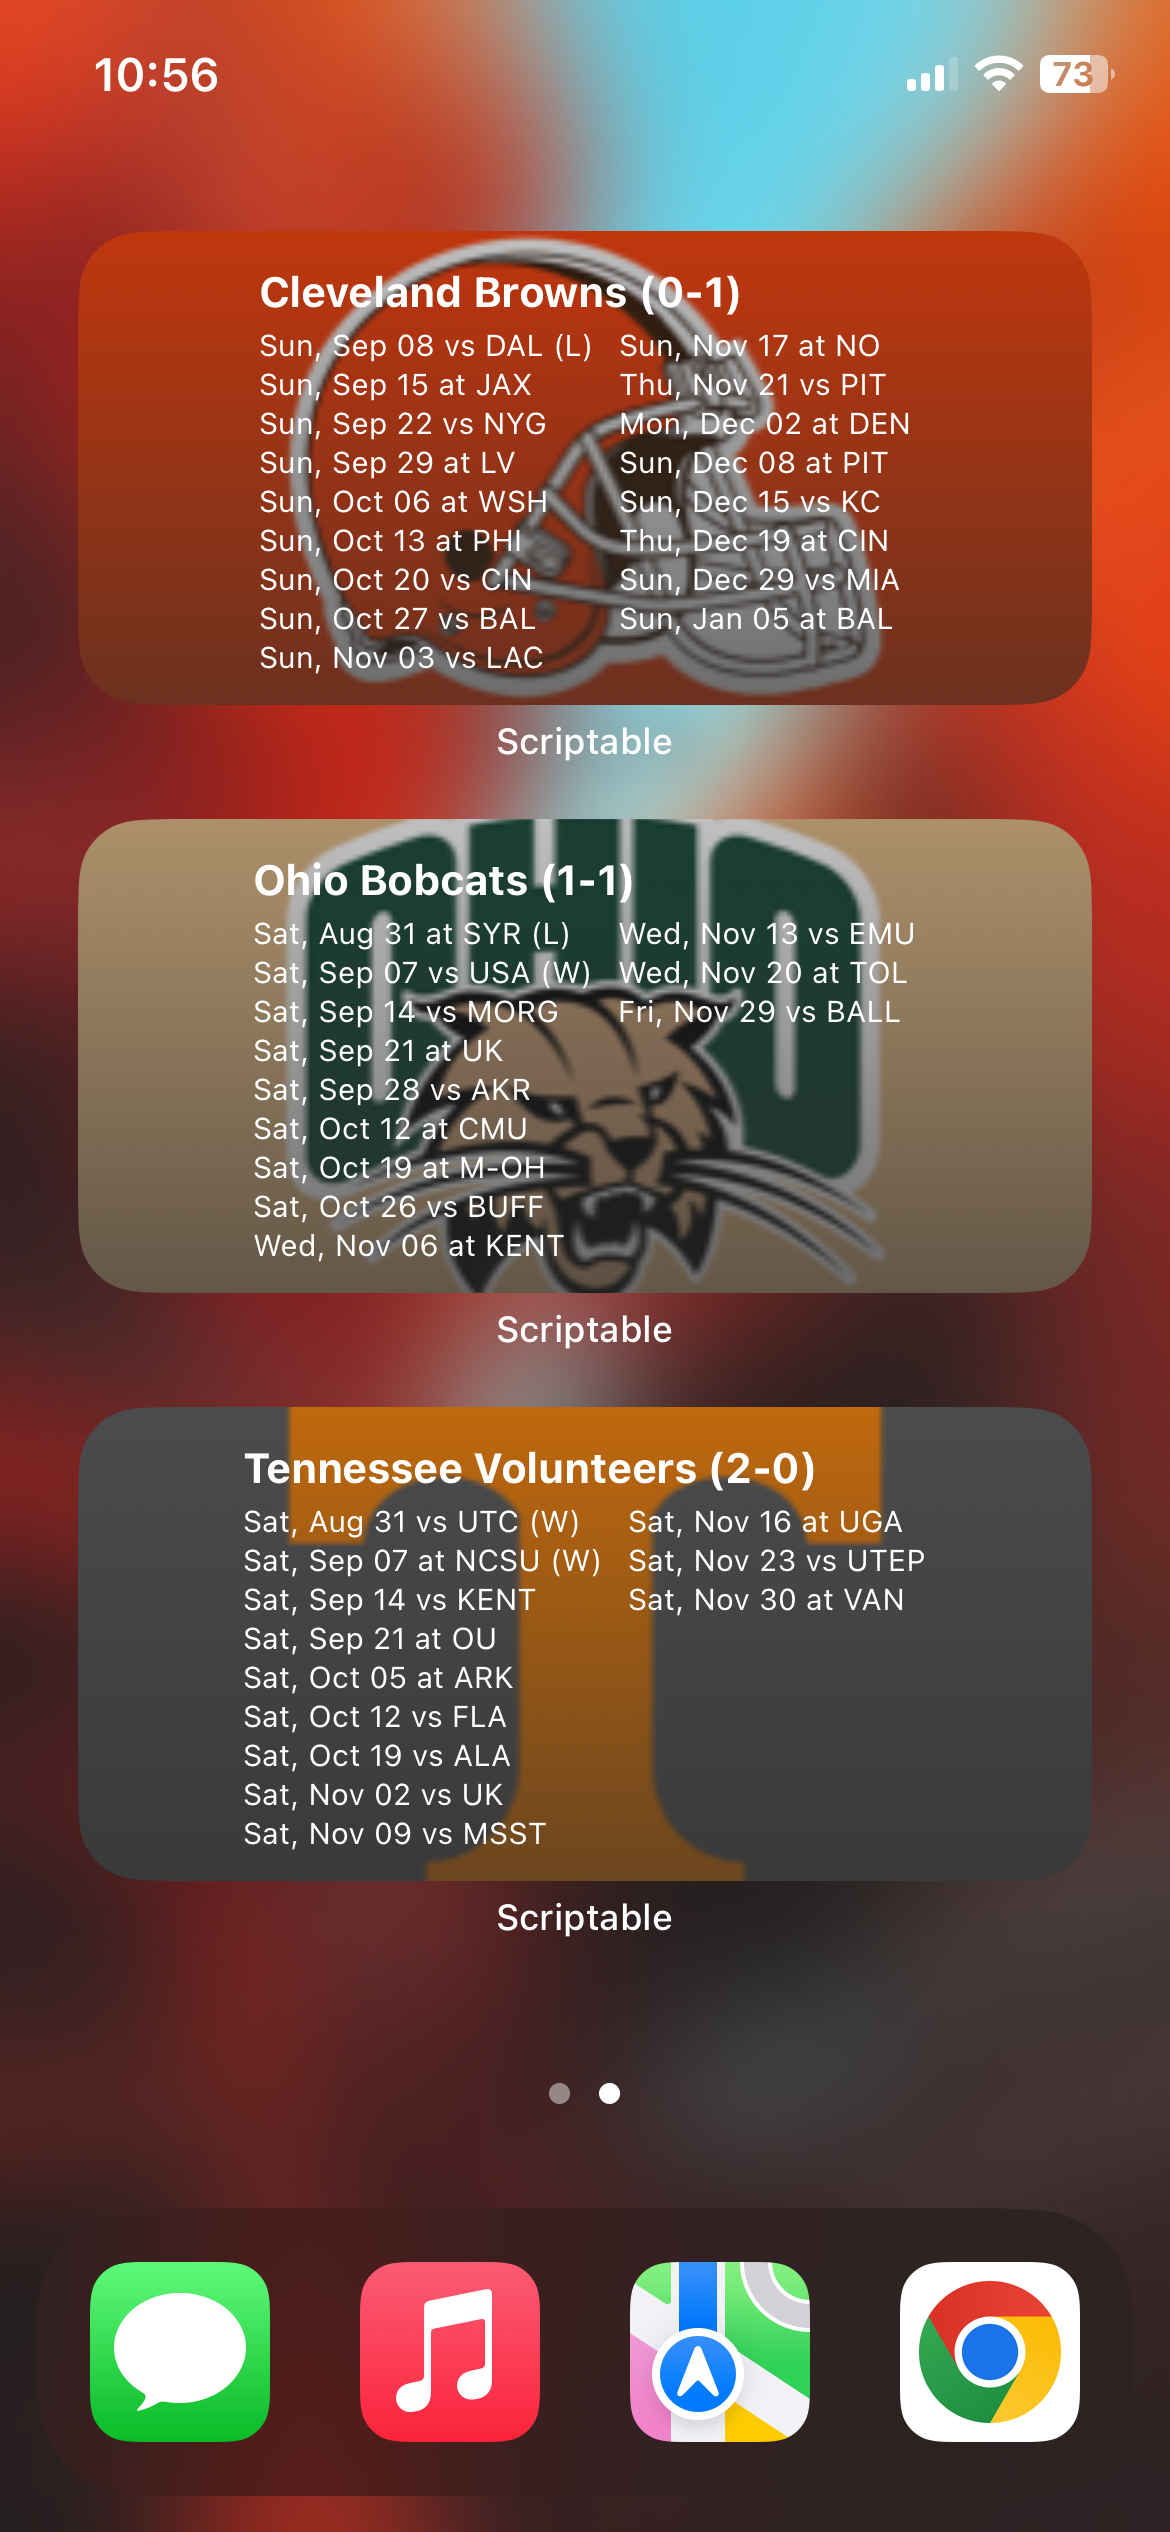 10:56
73
Cleveland Browns (0-1)
Sun, Sep 08 vs DAL (L)
Sun, Sep 15 at JAX
Sun, Sep 22 vs NYG
Sun, Sep 29 at LV
Sun, Oct 06 at WSH
Sun, Oct 13 at PHI
Sun, Oct 20 vs CIN
Sun, Oct 27 vs BAL
Sun, Nov 03 vs LAC
Sun, Nov 17 at NO
Thu, Nov 21 vs PIT
Mon, Dec 02 at DEN
Sun, Dec 08 at PIT
Sun, Dec 15 vs KC
Thu, Dec 19 at CIN
Sun, Dec 29 vs MIA
Sun, Jan 05 at BAL
Scriptable
OHIO
Ohio Bobcats (1-1)
Sat, Aug 31 at SYR (L)
Sat, Sep 07 vs USA (W)
Sat, Sep 14 vs MORG
Sat, Sep 21 at UK
Sat, Sep 28 vs AKR
Sat, Oct 12 at CMU
Sat, Oct 19 at M-OH
Sat, Oct 26 vs BUFF
Wed, Nov 06 at KENT
Wed, Nov 13 vs EMU
Wed, Nov 20 at TOL
Fri, Nov 29 vs BALL
Scriptable
T
Tennessee Volunteers (2-0)
Sat, Aug 31 vs UTC (W)
Sat, Sep 07 at NCSU (W)
Sat, Sep 14 vs KENT
Sat, Sep 21 at OU
Sat, Oct 05 at ARK
Sat, Oct 12 vs FLA
Sat, Oct 19 vs ALA
Sat, Nov 02 vs UK
Sat, Nov 09 vs MSST
Sat, Nov 16 at UGA
Sat, Nov 23 vs UTEP
Sat, Nov 30 at VAN
Scriptable